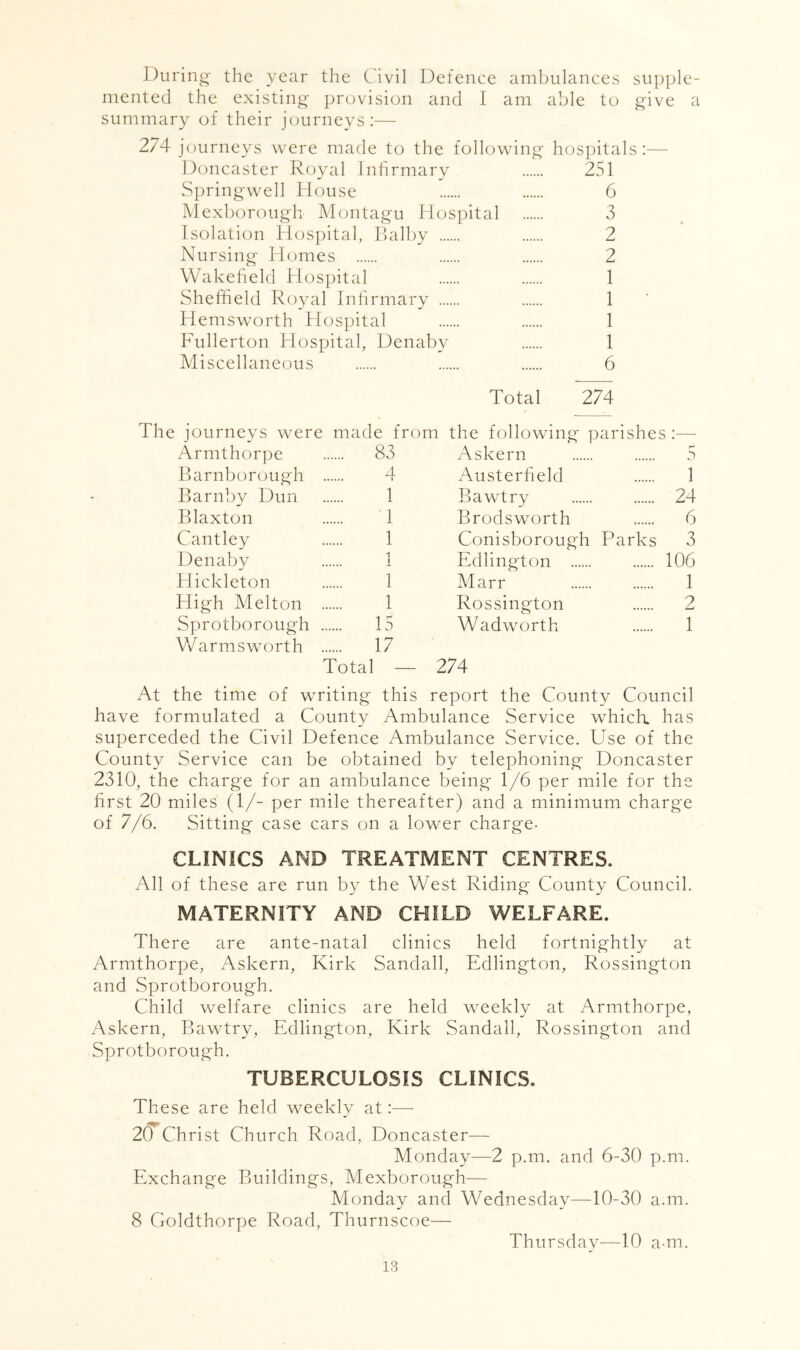 During the year the Civil Defence ambulances supple-
mented the existing provision and I am able to give a
summary of their journeys:—
274 journeys were made to the following hospitals:—
Doncaster Royal Infirmary ...... 251
Springwell House ...... ...... 6
Mexborough Montagu Hospital ...... 3
Isolation Hospital, Balby ...... ...... 2
Nursing Homes ...... ...... ...... 2
Wakefield Hospital ...... ...... 1
Sheffield Royal Infirmary ...... ...... 1
Hemsworth Hospital ...... ...... 1
Fullerton Hospital, Denaby ...... 1
Miscellaneous ...... ...... ...... 6
Total 274
The journeys were made from the following parishes:—
Armthorpe ...... 83 Askern ...... ...... 5
Barnborough ...... 4 Austerfield ...... 1
Barnby Dun ...... 1 Bawtry ...... ...... 24
Blaxton ...... 1 Brodsworth ...... 6
Cantley ...... 1 Conisborough Parks 3
Denaby ...... 1 Edlington ...... ...... 106
Hickleton ...... 1 Marr ...... ...... 1
High Melton ...... 1 Rossington ...... 2
Sprotborough ...... 15 Wadworth ...... 1
Warmsworth ...... 17
Total — 274
At the time of writing this report the County Council
have formulated a County Ambulance Service which has
superceded the Civil Defence Ambulance Service. Use of the
County Service can be obtained by telephoning Doncaster
2310, the charge for an ambulance being 1/6 per mile for the
first 20 miles (1/- per mile thereafter) and a minimum charge
of 7/6. Sitting case cars on a lower charge.
CLINICS AND TREATMENT CENTRES.
All of these are run by the West Riding County Council.
MATERNITY AND CHILD WELFARE.
There are ante-natal clinics held fortnightly at
Armthorpe, Askern, Kirk Sandall, Edlington, Rossington
and Sprotborough.
Child welfare clinics are held weekly at Armthorpe,
Askern, Bawtry, Edlington, Kirk Sandall, Rossington and
Sprotborough.
TUBERCULOSIS CLINICS.
These are held weekly at:—
20 Christ Church Road, Doncaster—
Monday—2 p.m. and 6-30 p.m.
Exchange Buildings, Mexborough—
Monday and Wednesday—10-30 a.m.
8 Goldthorpe Road, Thurnscoe—
Thursday—10 a.m.
13